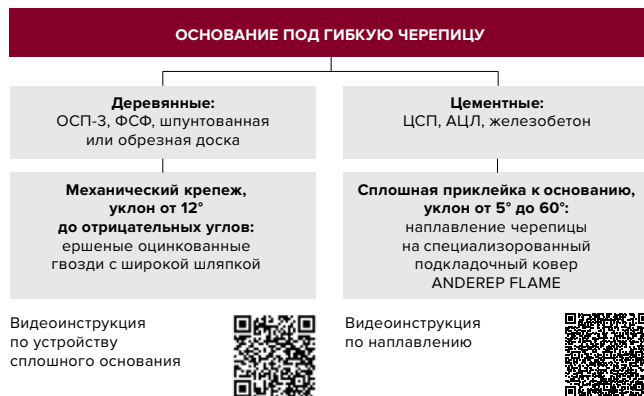 ОСНОВАНИЕ ПОД ГИБКУЮ ЧЕРЕПИЦУ
Деревянные:
ОСП-3, ФСФ, шпунтованная
или обрезная доска
Цементные:
ЦСП, АЦЛ, железобетон
Механический крепеж,
уклон от 12°
до отрицательных углов:
ершеные оцинкованные
гвозди с широкой шляпкой
Сплошная приклейка к основанию,
уклон от 5° до 60°:
наплавление черепицы
на специализорованный
подкладочный ковер
ANDEREP FLAME
Видеоинструкция
по устройству
сплошного основания
Видеоинструкция
по наплавлению